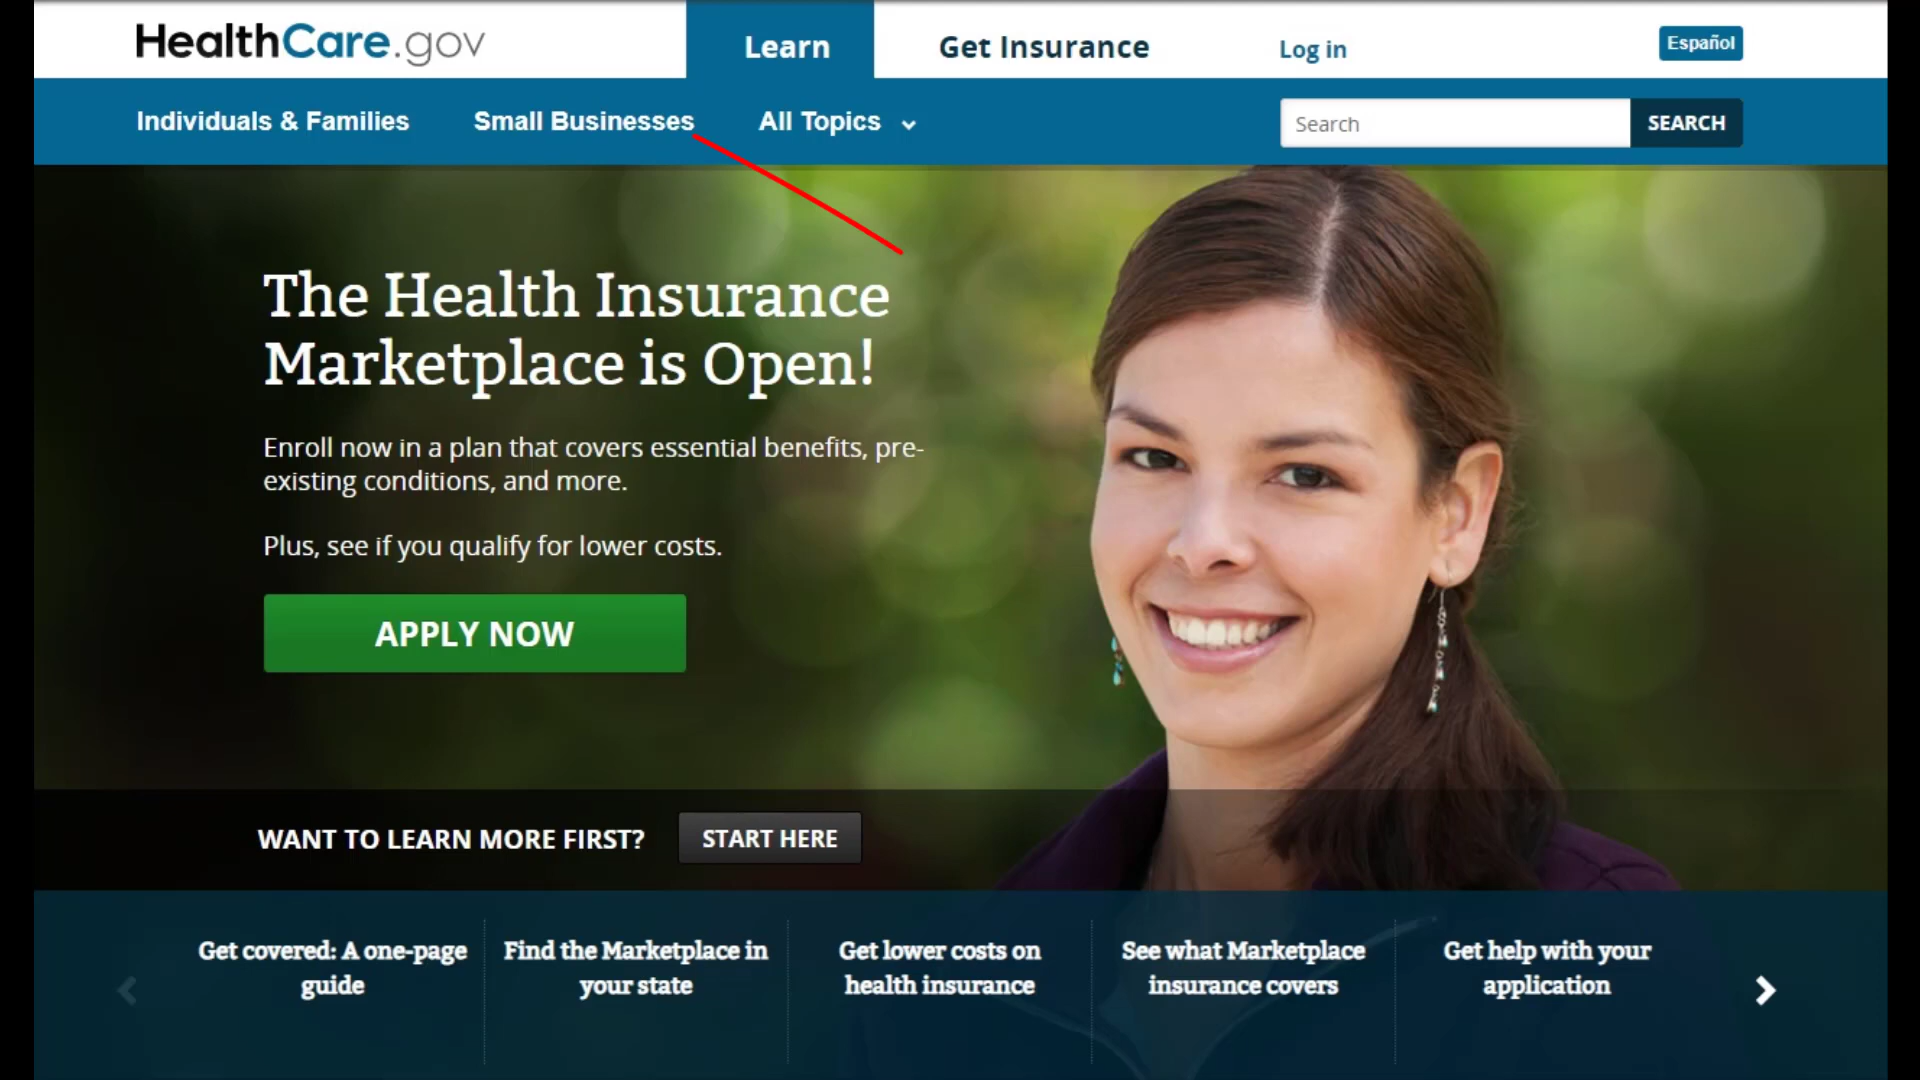 HealthCare.gov
Learn
Get Insurance
Log in
Español
Individuals & Families
Small Businesses
All Topics
Search
SEARCH
The Health Insurance
Marketplace is Open!
Enroll now in a plan that covers essential benefits, pre-
existing conditions, and more.
Plus, see if you qualify for lower costs.
APPLY NOW
WANT TO LEARN MORE FIRST?
START HERE
Get covered: A one-page
guide
Find the Marketplace in
your state
Get lower costs on
health insurance
See what Marketplace
insurance covers
Get help with your
application